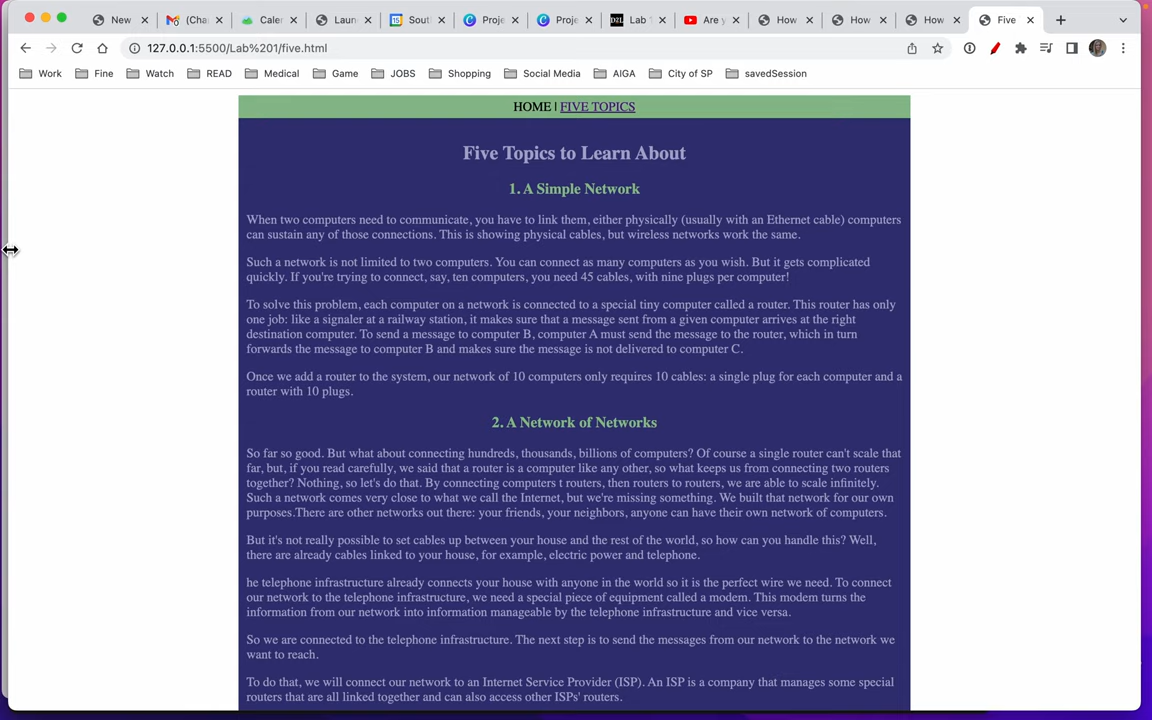 New
(Cha
Caler
Laun
15 Sout
Proje
Proje
D2L Lab 1
Are y
How
How
How
Five
127.0.0.1:5500/Lab%201/five.html
Work Fine Watch READ Medical Game JOBS Shopping Social Media AIGA City of SP savedSession
HOME | FIVE TOPICS
Five Topics to Learn About
1. A Simple Network
When two computers need to communicate, you have to link them, either physically (usually with an Ethernet cable) computers
can sustain any of those connections. This is showing physical cables, but wireless networks work the same.
Such a network is not limited to two computers. You can connect as many computers as you wish. But it gets complicated
quickly. If you're trying to connect, say, ten computers, you need 45 cables, with nine plugs per computer!
To solve this problem, each computer on a network is connected to a special tiny computer called a router. This router has only
one job: like a signaler at a railway station, it makes sure that a message sent from a given computer arrives at the right
destination computer. To send a message to computer B, computer A must send the message to the router, which in turn
forwards the message to computer B and makes sure the message is not delivered to computer C.
Once we add a router to the system, our network of 10 computers only requires 10 cables: a single plug for each computer and a
router with 10 plugs.
2. A Network of Networks
So far so good. But what about connecting hundreds, thousands, billions of computers? Of course a single router can't scale that
far, but, if you read carefully, we said that a router is a computer like any other, so what keeps us from connecting two routers
together? Nothing, so let's do that. By connecting computers t routers, then routers to routers, we are able to scale infinitely.
Such a network comes very close to what we call the Internet, but we're missing something. We built that network for our own
purposes.There are other networks out there: your friends, your neighbors, anyone can have their own network of computers.
But it's not really possible to set cables up between your house and the rest of the world, so how can you handle this? Well,
there are already cables linked to your house, for example, electric power and telephone.
he telephone infrastructure already connects your house with anyone in the world so it is the perfect wire we need. To connect
our network to the telephone infrastructure, we need a special piece of equipment called a modem. This modem turns the
information from our network into information manageable by the telephone infrastructure and vice versa.
So we are connected to the telephone infrastructure. The next step is to send the messages from our network to the network we
want to reach.
To do that, we will connect our network to an Internet Service Provider (ISP). An ISP is a company that manages some special
routers that are all linked together and can also access other ISPs' routers.